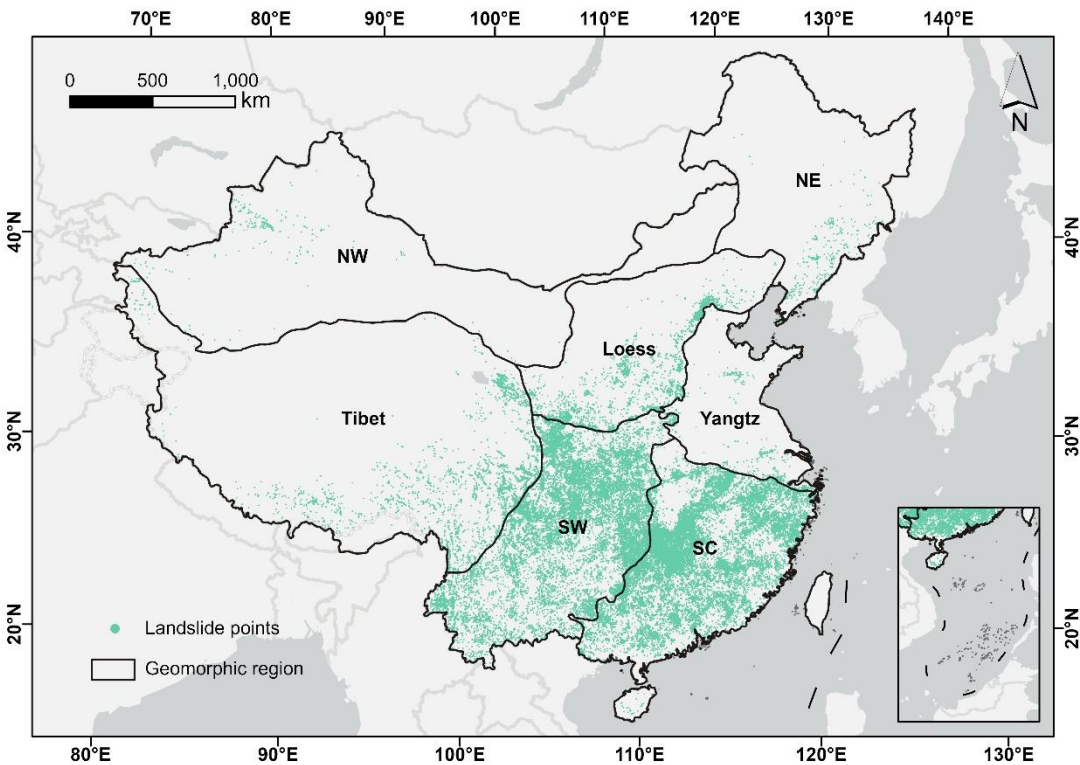 70°E 80°E 90°E 100°E 110°E 120°E 130°E 140°E
0 500 1,000
km
N
NE
40°N 40°N
NW
Loess
Tibet
Yangtz
30°N 30°N
SW
SC
20°N 20°N
Landslide points
Geomorphic region
80°E 90°E 100°E 110°E 120°E 130°E